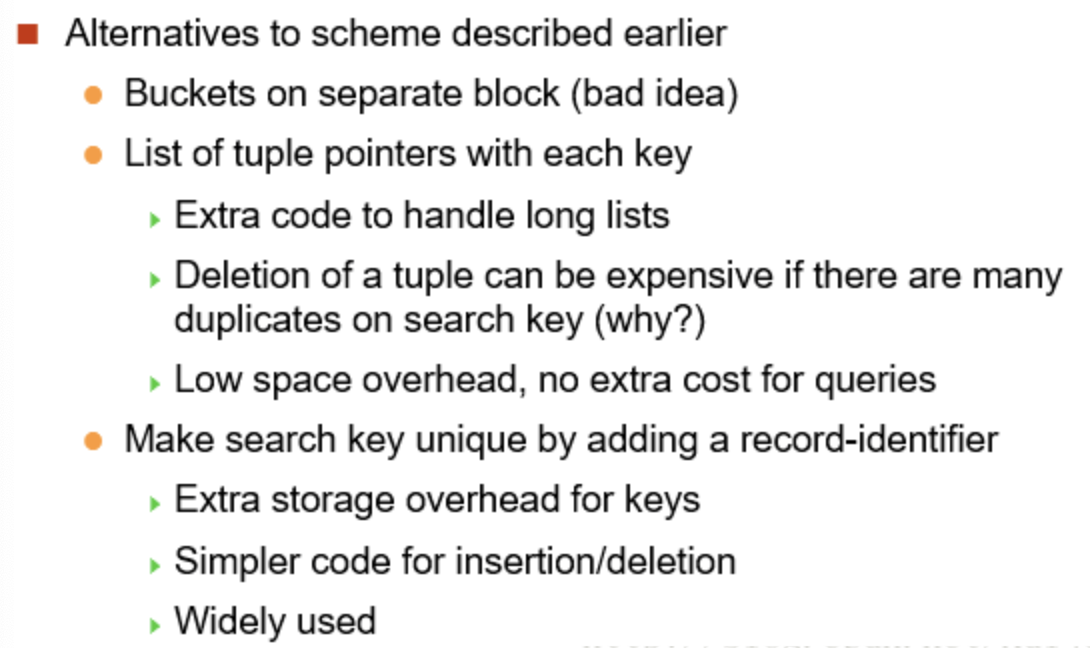 Alternatives to scheme described earlier
Buckets on separate block (bad idea)
List of tuple pointers with each key
Extra code to handle long lists
Deletion of a tuple can be expensive if there are many
duplicates on search key (why?)
Low space overhead, no extra cost for queries
Make search key unique by adding a record-identifier
Extra storage overhead for keys
Simpler code for insertion/deletion
Widely used